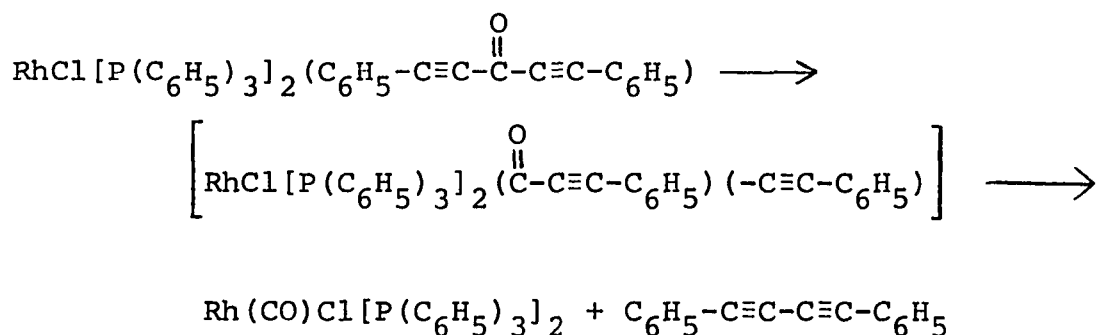 O
RhCl[P(C₆H₅)₃]₂(C₆H₅-C≡C-C-C≡C-C₆H₅) ⟶
O
[RhCl[P(C₆H₅)₃]₂(C-C≡C-C₆H₅)(-C≡C-C₆H₅)] ⟶
Rh(CO)Cl[P(C₆H₅)₃]₂ + C₆H₅-C≡C-C≡C-C₆H₅